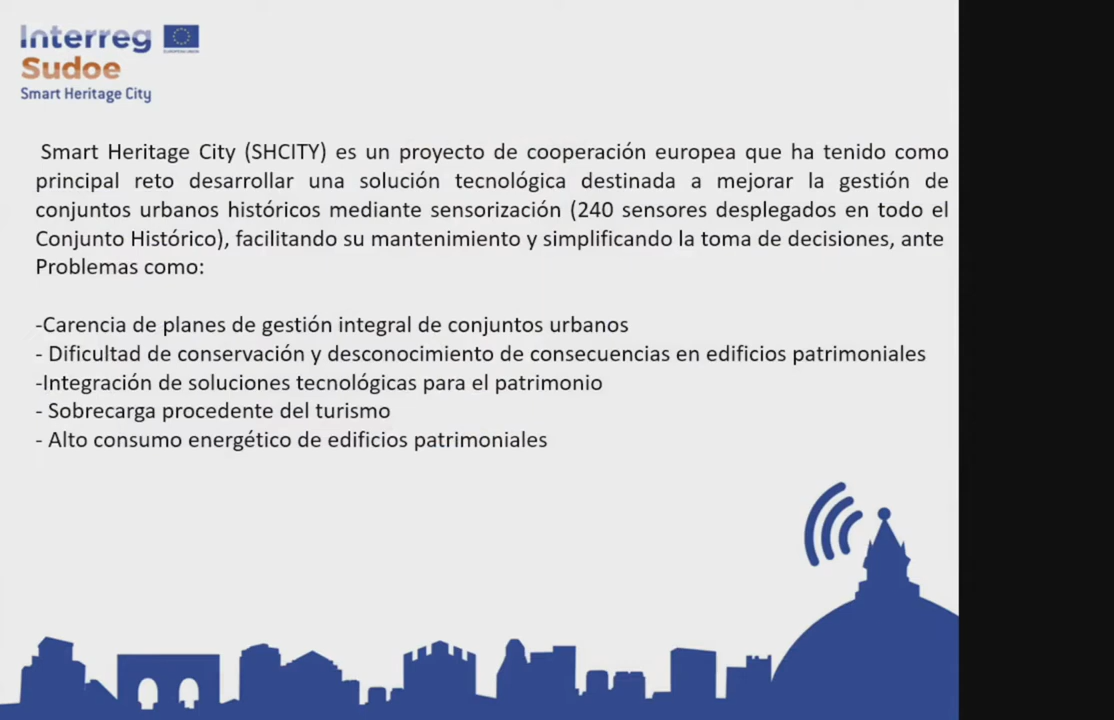 Interreg
EUROPEAN UNION
Sudoe
Smart Heritage City
Smart Heritage City (SHCITY) es un proyecto de cooperación europea que ha tenido como
principal reto desarrollar una solución tecnológica destinada a mejorar la gestión de
conjuntos urbanos históricos mediante sensorización (240 sensores desplegados en todo el
Conjunto Histórico), facilitando su mantenimiento y simplificando la toma de decisiones, ante
Problemas como:
-Carencia de planes de gestión integral de conjuntos urbanos
- Dificultad de conservación y desconocimiento de consecuencias en edificios patrimoniales
-Integración de soluciones tecnológicas para el patrimonio
- Sobrecarga procedente del turismo
- Alto consumo energético de edificios patrimoniales